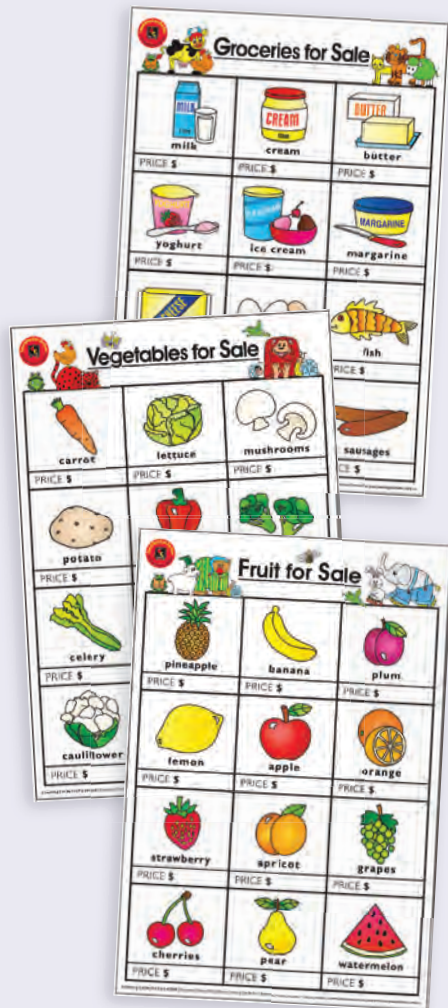 Groceries for Sale
MILK
CREAM
BUTTER
milk cream butter
PRICE $ PRICE $ PRICE $
MARGARINE
yoghurt ice cream margarine
PRICE $ PRICE $ PRICE $
CHEESE
fish
PRICE $
sausages
Vegetables for Sale
carrot lettuce mushrooms
PRICE $ PRICE $ PRICE $
potato
PRICE $
celery
PRICE $
cauliflower
PRICE $
Fruit for Sale
pineapple banana plum
PRICE $ PRICE $ PRICE $
lemon apple orange
PRICE $ PRICE $ PRICE $
strawberry apricot grapes
PRICE $ PRICE $ PRICE $
cherries pear watermelon
PRICE $ PRICE $ PRICE $